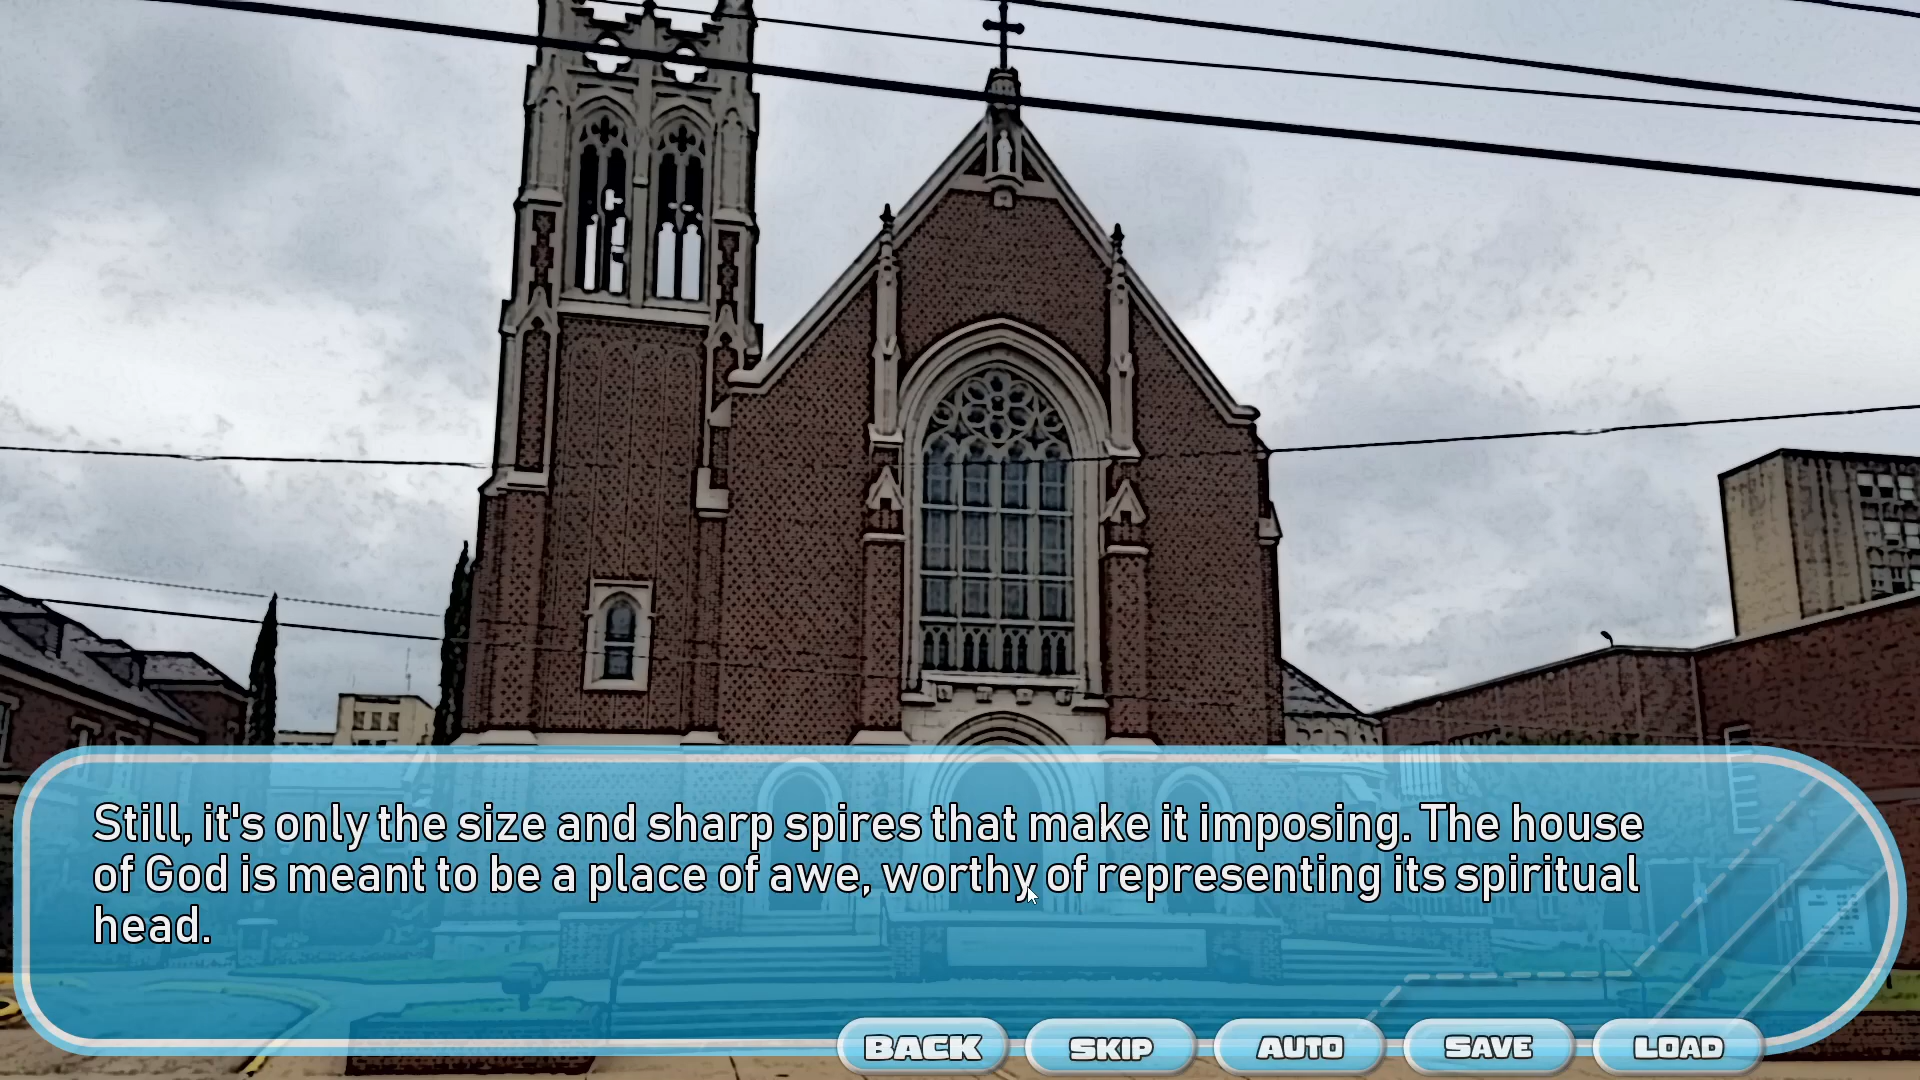 Still, it's only the size and sharp spires that make it imposing. The house
of God is meant to be a place of awe, worthy of representing its spiritual
head.
BACK SKIP AUTO SAVE LOAD